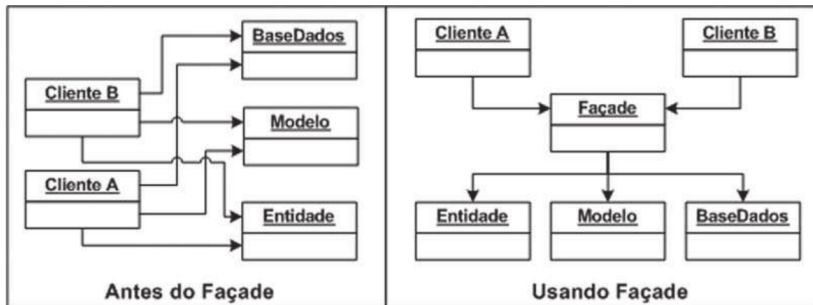 BaseDados
Cliente B
Modelo
Cliente A
Entidade
Antes do Façade
Cliente A
Cliente B
Façade
Entidade
Modelo
BaseDados
Usando Façade